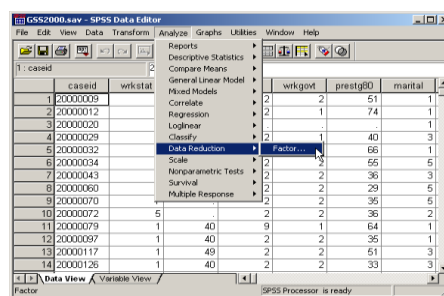 GSS2000.sav - SPSS Data Editor
File Edit View Data Transform Analyze Graphs Utilities Window Help
1 : caseid 2
Reports
Descriptive Statistics
Compare Means
General Linear Model
Mixed Models
Correlate
Regression
Loglinear
Classify
Data Reduction
Scale
Nonparametric Tests
Survival
Multiple Response
Factor...
caseid wrkstat wrkgovt prestg80 marital
1 20000009 2 2 51 1
2 20000012 2 1 74 1
3 20000020 . . 1
4 20000029 2 1 40 3
5 20000032 1 66 1
6 20000034 2 2 55 5
7 20000043 2 2 36 3
8 20000060 2 2 29 5
9 20000070 2 2 35 5
10 20000072 5 . 2 2 36 2
11 20000079 1 40 9 1 64 1
12 20000097 1 40 2 2 35 1
13 20000117 1 49 2 2 51 3
14 20000126 1 40 2 2 33 3
Data View Variable View
Factor SPSS Processor is ready